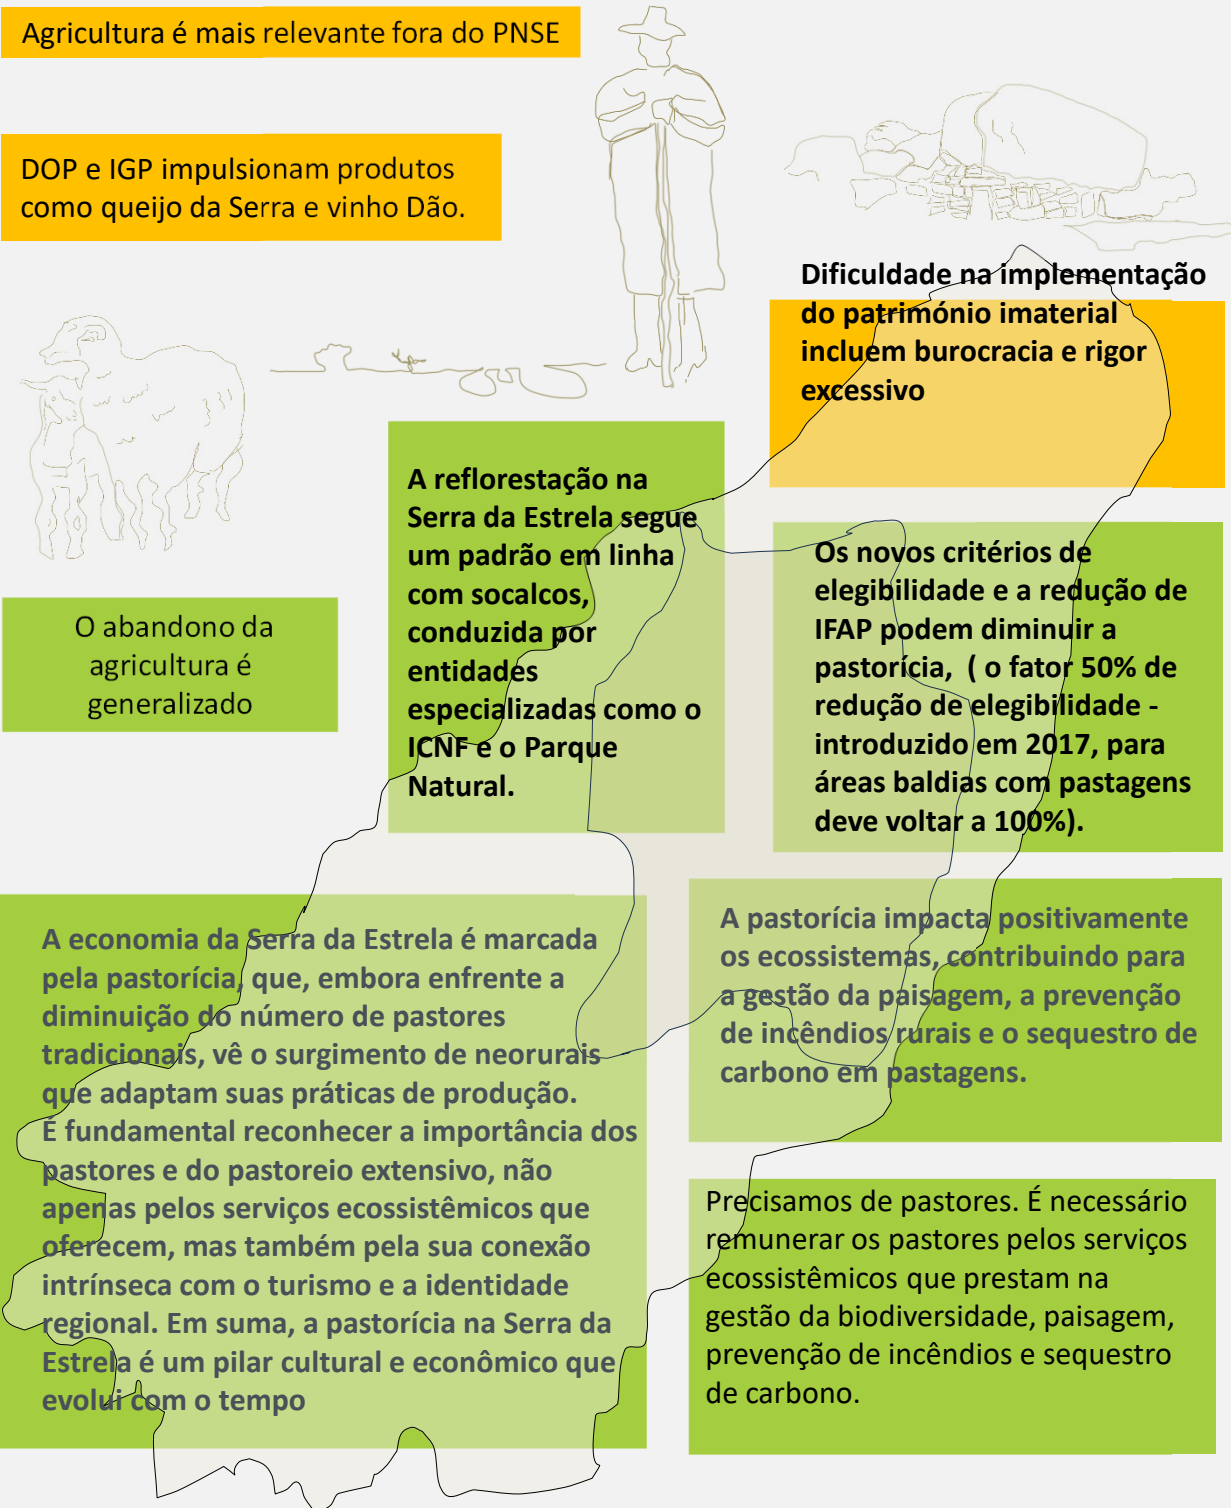 Agricultura é mais relevante fora do PNSE
DOP e IGP impulsionam produtos
como queijo da Serra e vinho Dão.
Dificuldade na implementação
do património imaterial
incluem burocracia e rigor
excessivo
A reflorestação na
Serra da Estrela segue
um padrão em linha
com socalcos,
conduzida por
entidades
especializadas como o
ICNF e o Parque
Natural.
Os novos critérios de
elegibilidade e a redução de
IFAP podem diminuir a
pastorícia, ( o fator 50% de
redução de elegibilidade -
introduzido em 2017, para
áreas baldias com pastagens
deve voltar a 100%).
O abandono da
agricultura é
generalizado
A economia da Serra da Estrela é marcada
pela pastorícia, que, embora enfrente a
diminuição do número de pastores
tradicionais, vê o surgimento de neorurais
que adaptam suas práticas de produção.
É fundamental reconhecer a importância dos
pastores e do pastoreio extensivo, não
apenas pelos serviços ecossistêmicos que
oferecem, mas também pela sua conexão
intrínseca com o turismo e a identidade
regional. Em suma, a pastorícia na Serra da
Estrela é um pilar cultural e econômico que
evolui com o tempo
A pastorícia impacta positivamente
os ecossistemas, contribuindo para
a gestão da paisagem, a prevenção
de incêndios rurais e o sequestro de
carbono em pastagens.
Precisamos de pastores. É necessário
remunerar os pastores pelos serviços
ecossistêmicos que prestam na
gestão da biodiversidade, paisagem,
prevenção de incêndios e sequestro
de carbono.